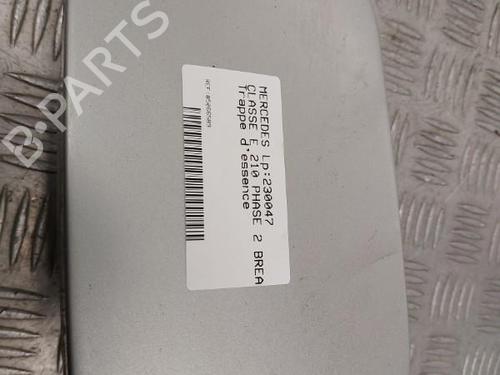 MERCEDES Lp:230047
CLASSE E 210 PHASE 2 BREA
Trappe d'essence
B-PARTS